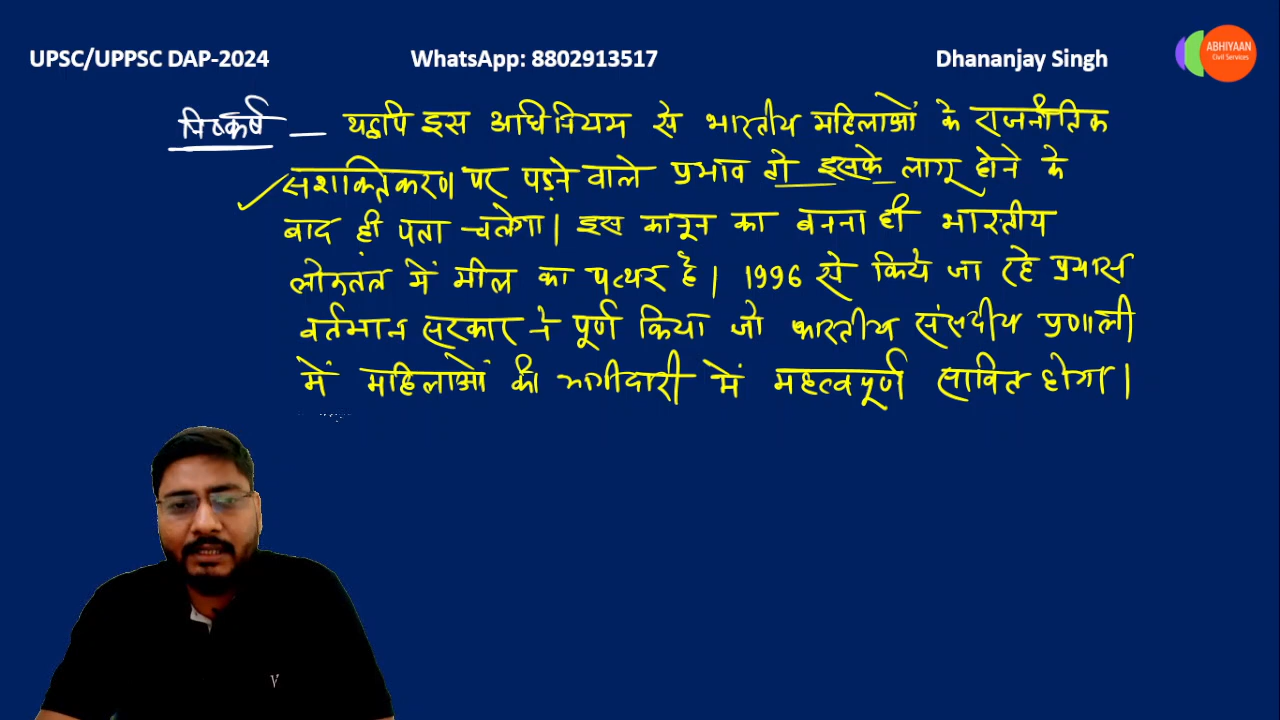 UPSC/UPPSC DAP-2024 WhatsApp: 8802913517 Dhananjay Singh ABHIYAAN
Civil Services
निष्कर्ष — यद्यपि इस अधिनियम से भारतीय महिलाओं के राजनीतिक
सशक्तिकरण पर पड़ने वाले प्रभाव तो इसके लागू होने के
बाद ही पता चलेगा। इस कानून का बनना ही भारतीय
लोकतंत्र में मील का पत्थर है। 1996 से किये जा रहे प्रयास
वर्तमान सरकार ने पूर्ण किया जो भारतीय संसदीय प्रणाली
में महिलाओं की भागीदारी में महत्वपूर्ण साबित होगा।
V